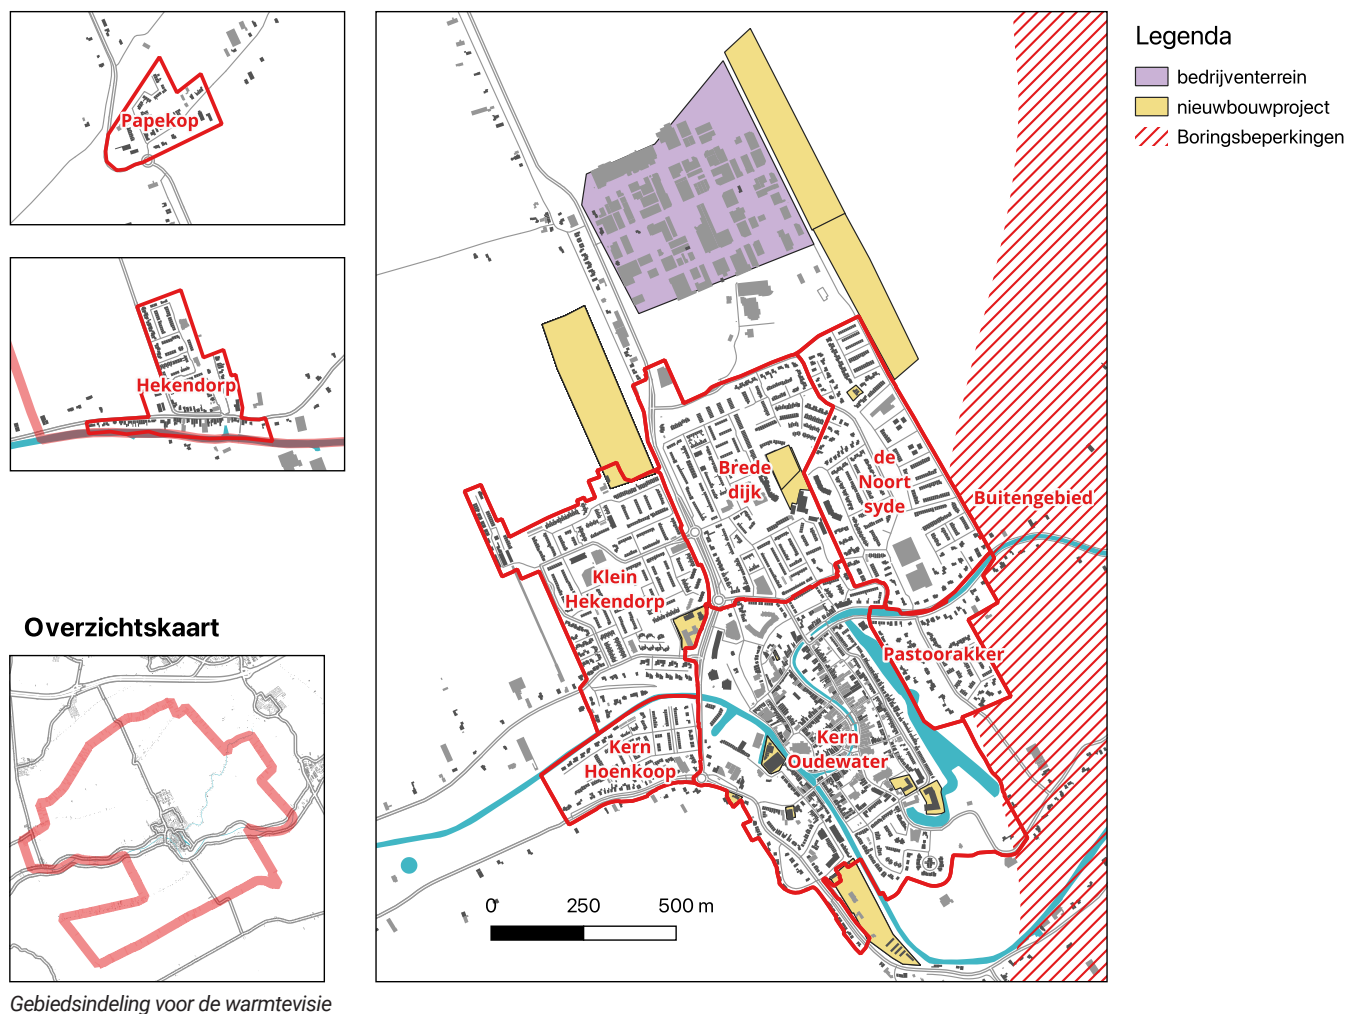 Papekop
Hekendorp
Overzichtskaart
Gebiedsindeling voor de warmtevisie
Brede
dijk
de
Noort
syde
Buitengebied
Klein
Hekendorp
Pastoorakker
Kern
Hoenkoop
Kern
Oudewater
0 250 500 m
Legenda
bedrijventerrein
nieuwbouwproject
Boringsbeperkingen